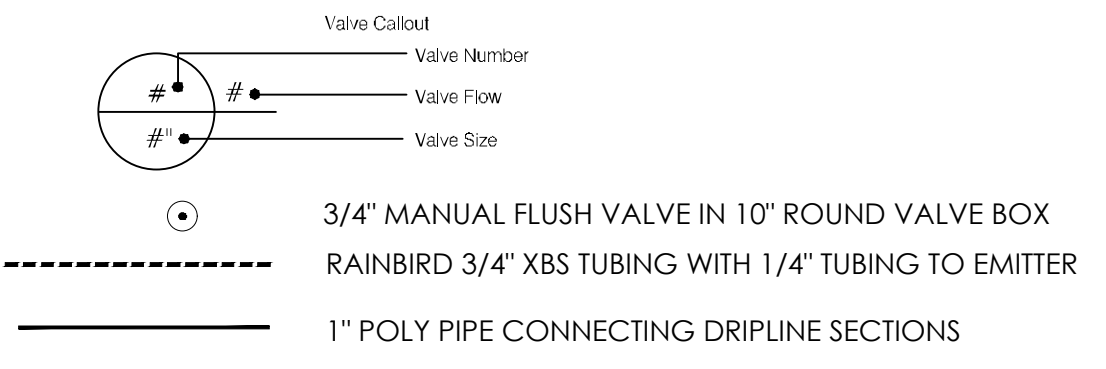 Valve Callout
Valve Number
# # Valve Flow
#" Valve Size
3/4" MANUAL FLUSH VALVE IN 10" ROUND VALVE BOX
RAINBIRD 3/4" XBS TUBING WITH 1/4" TUBING TO EMITTER
1" POLY PIPE CONNECTING DRIPLINE SECTIONS